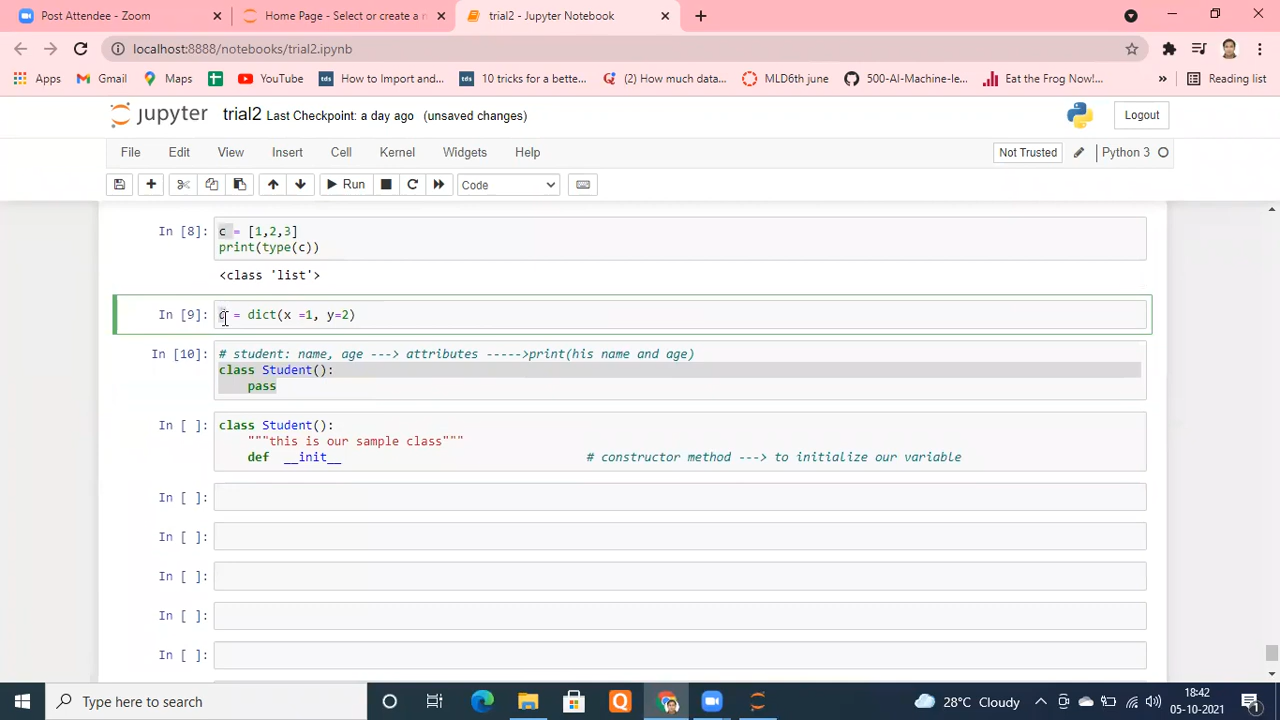 Post Attendee - Zoom
Home Page - Select or create a n
trial2 - Jupyter Notebook
localhost:8888/notebooks/trial2.ipynb
Apps
Gmail
Maps
YouTube
How to Import and...
10 tricks for a bette...
(2) How much data...
MLD6th june
500-AI-Machine-le...
Eat the Frog Now!...
»
Reading list
jupyter
trial2 Last Checkpoint: a day ago (unsaved changes)
Logout
File
Edit
View
Insert
Cell
Kernel
Widgets
Help
Not Trusted
Python 3
Run
Code
In [8]:
c = [1,2,3]
print(type(c))
<class 'list'>
In [9]:
c = dict(x =1, y=2)
In [10]:
# student: name, age ---> attributes ----->print(his name and age)
class Student():
pass
In [ ]:
class Student():
"""this is our sample class"""
def __init__ # constructor method ---> to initialize our variable
In [ ]:
In [ ]:
In [ ]:
In [ ]:
In [ ]:
Type here to search
28°C Cloudy
18:42
05-10-2021